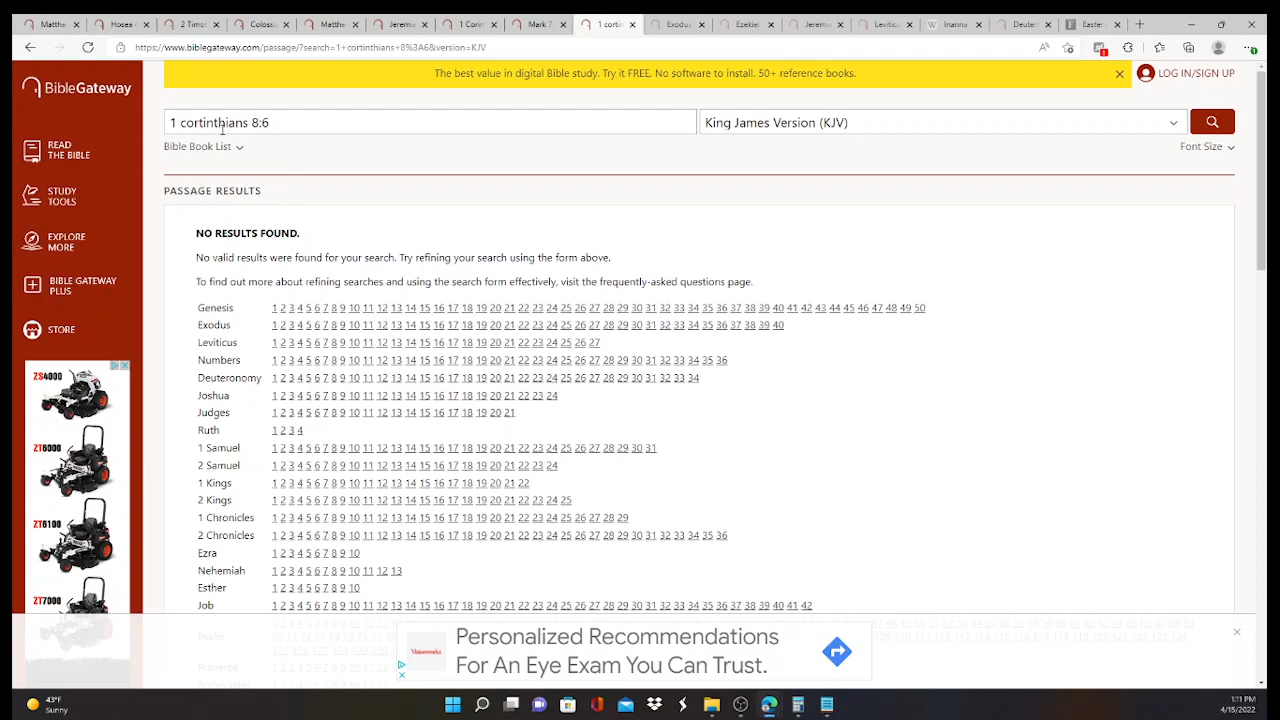 Matthe
Hosea
2 Timot
Coloss
Matthe
Jeremie
1 Corin
Mark 7
1 corti
Exodus
Ezekiel
Jerem
Levitic
Inanna
Deuter
Easter
https://www.biblegateway.com/passage/?search=1+cortinthians+8%3A6&version=KJV
The best value in digital Bible study. Try it FREE. No software to install. 50+ reference books.
LOG IN/SIGN UP
BibleGateway
1 cortinthians 8:6
King James Version (KJV)
Bible Book List
Font Size
READ
THE BIBLE
STUDY
TOOLS
EXPLORE
MORE
BIBLE GATEWAY
PLUS
STORE
PASSAGE RESULTS
NO RESULTS FOUND.
No valid results were found for your search. Try refining your search using the form above.
To find out more about refining searches and using the search form effectively, visit the frequently-asked questions page.
Genesis 1 2 3 4 5 6 7 8 9 10 11 12 13 14 15 16 17 18 19 20 21 22 23 24 25 26 27 28 29 30 31 32 33 34 35 36 37 38 39 40 41 42 43 44 45 46 47 48 49 50
Exodus 1 2 3 4 5 6 7 8 9 10 11 12 13 14 15 16 17 18 19 20 21 22 23 24 25 26 27 28 29 30 31 32 33 34 35 36 37 38 39 40
Leviticus 1 2 3 4 5 6 7 8 9 10 11 12 13 14 15 16 17 18 19 20 21 22 23 24 25 26 27
Numbers 1 2 3 4 5 6 7 8 9 10 11 12 13 14 15 16 17 18 19 20 21 22 23 24 25 26 27 28 29 30 31 32 33 34 35 36
Deuteronomy 1 2 3 4 5 6 7 8 9 10 11 12 13 14 15 16 17 18 19 20 21 22 23 24 25 26 27 28 29 30 31 32 33 34
Joshua 1 2 3 4 5 6 7 8 9 10 11 12 13 14 15 16 17 18 19 20 21 22 23 24
Judges 1 2 3 4 5 6 7 8 9 10 11 12 13 14 15 16 17 18 19 20 21
Ruth 1 2 3 4
1 Samuel 1 2 3 4 5 6 7 8 9 10 11 12 13 14 15 16 17 18 19 20 21 22 23 24 25 26 27 28 29 30 31
2 Samuel 1 2 3 4 5 6 7 8 9 10 11 12 13 14 15 16 17 18 19 20 21 22 23 24
1 Kings 1 2 3 4 5 6 7 8 9 10 11 12 13 14 15 16 17 18 19 20 21 22
2 Kings 1 2 3 4 5 6 7 8 9 10 11 12 13 14 15 16 17 18 19 20 21 22 23 24 25
1 Chronicles 1 2 3 4 5 6 7 8 9 10 11 12 13 14 15 16 17 18 19 20 21 22 23 24 25 26 27 28 29
2 Chronicles 1 2 3 4 5 6 7 8 9 10 11 12 13 14 15 16 17 18 19 20 21 22 23 24 25 26 27 28 29 30 31 32 33 34 35 36
Ezra 1 2 3 4 5 6 7 8 9 10
Nehemiah 1 2 3 4 5 6 7 8 9 10 11 12 13
Esther 1 2 3 4 5 6 7 8 9 10
Job 1 2 3 4 5 6 7 8 9 10 11 12 13 14 15 16 17 18 19 20 21 22 23 24 25 26 27 28 29 30 31 32 33 34 35 36 37 38 39 40 41 42
Psalm
Proverbs
Ecclesiastes
ZS4000
ZT6000
ZT6100
ZT7000
Visionworks
Personalized Recommendations
For An Eye Exam You Can Trust.
43°F
Sunny
1:11 PM
4/15/2022